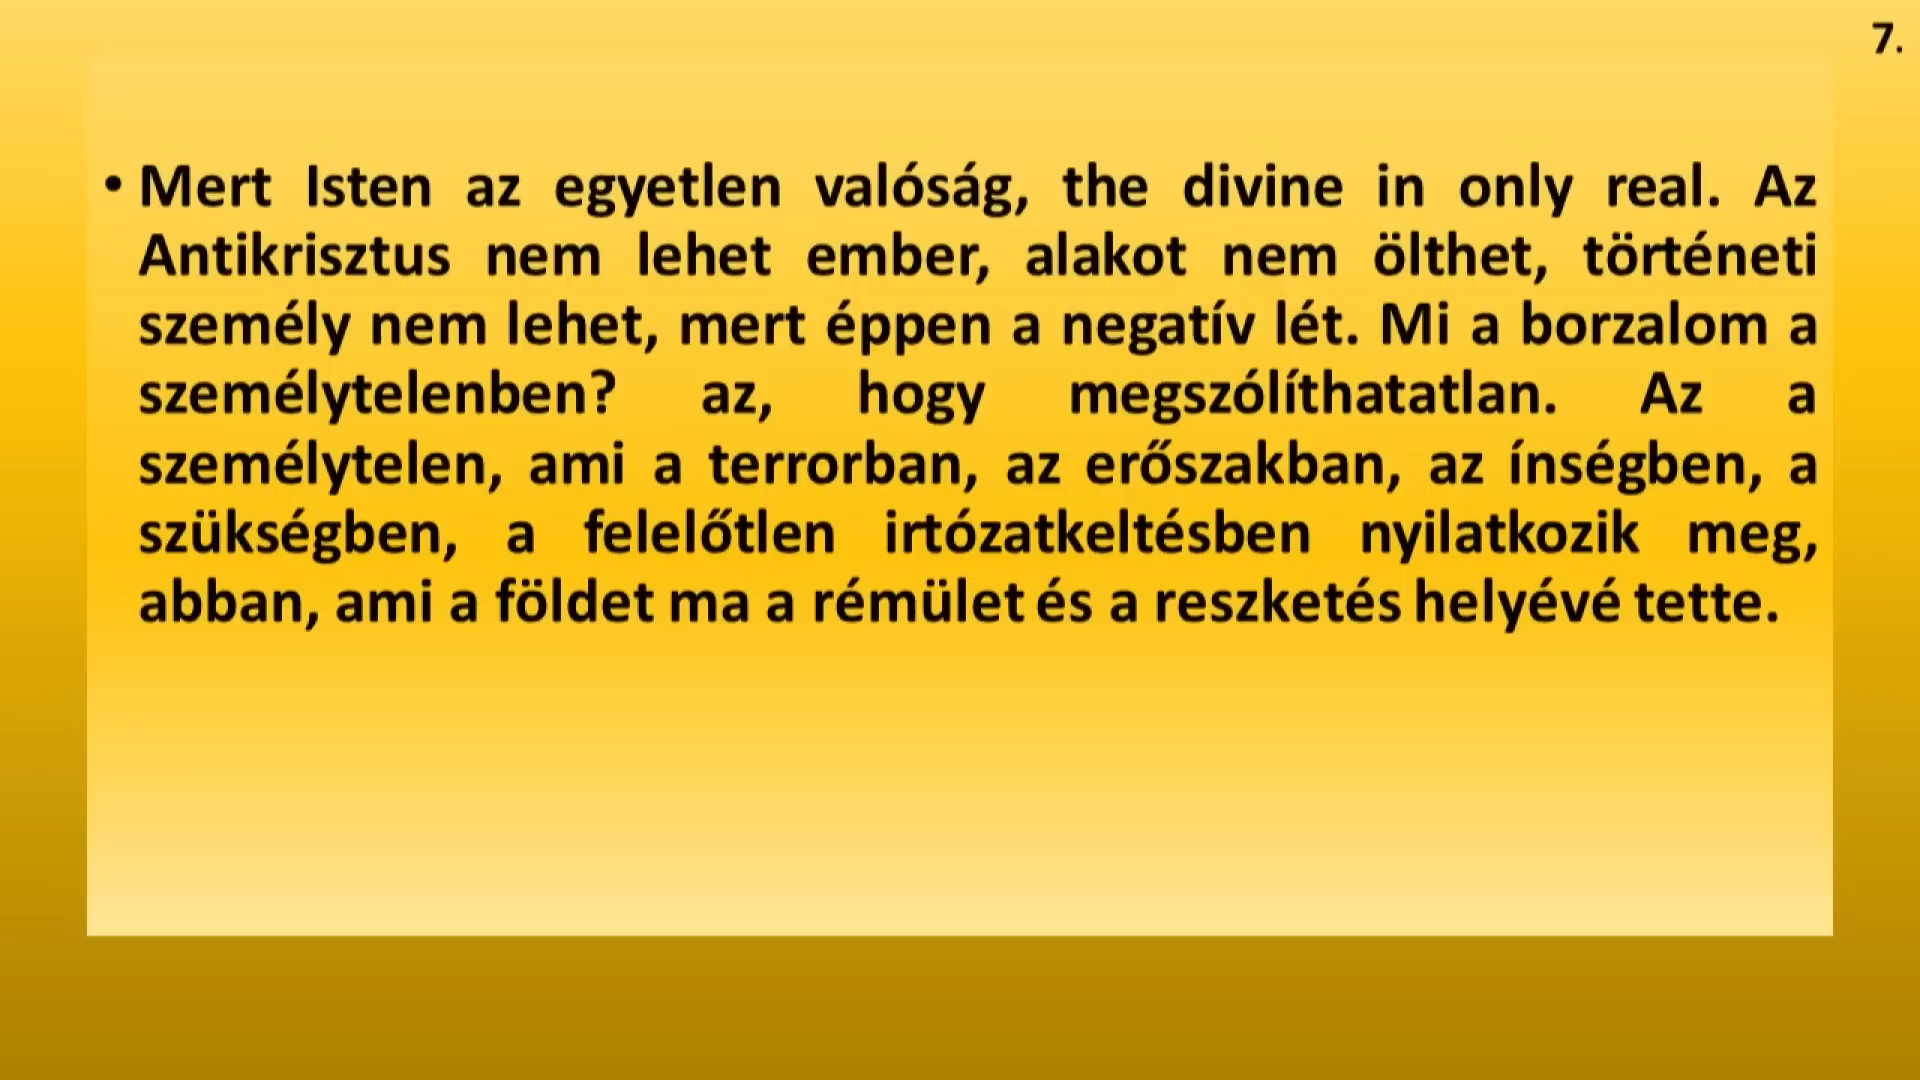 7.
• Mert Isten az egyetlen valóság, the divine in only real. Az
Antikrisztus nem lehet ember, alakot nem ölthet, történeti
személy nem lehet, mert éppen a negatív lét. Mi a borzalom a
személytelenben? az, hogy megszólíthatatlan. Az a
személytelen, ami a terrorban, az erőszakban, az ínségben, a
szükségben, a felelőtlen irtózatkeltésben nyilatkozik meg,
abban, ami a földet ma a rémület és a reszketés helyévé tette.